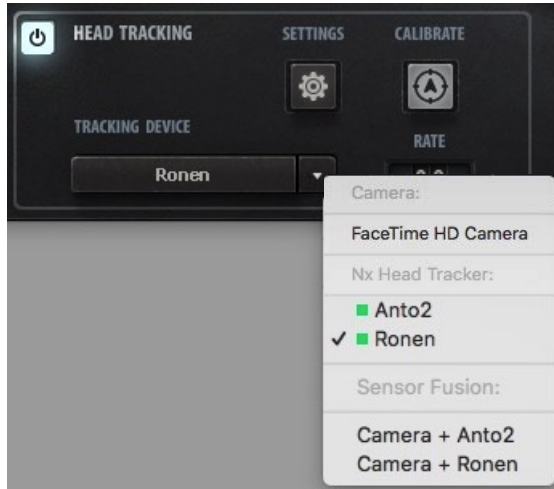 HEAD TRACKING
SETTINGS
CALIBRATE
TRACKING DEVICE
RATE
Ronen
Camera:
FaceTime HD Camera
Nx Head Tracker:
Anto2
✓ Ronen
Sensor Fusion:
Camera + Anto2
Camera + Ronen